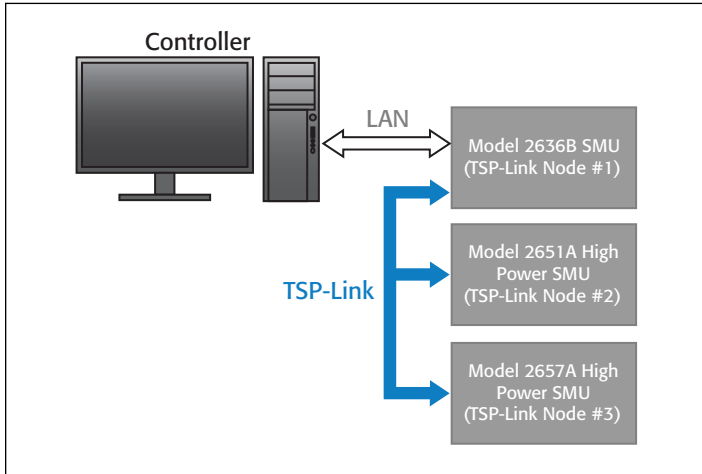 Controller
LAN
Model 2636B SMU
(TSP-Link Node #1)
Model 2651A High
Power SMU
(TSP-Link Node #2)
TSP-Link
Model 2657A High
Power SMU
(TSP-Link Node #3)